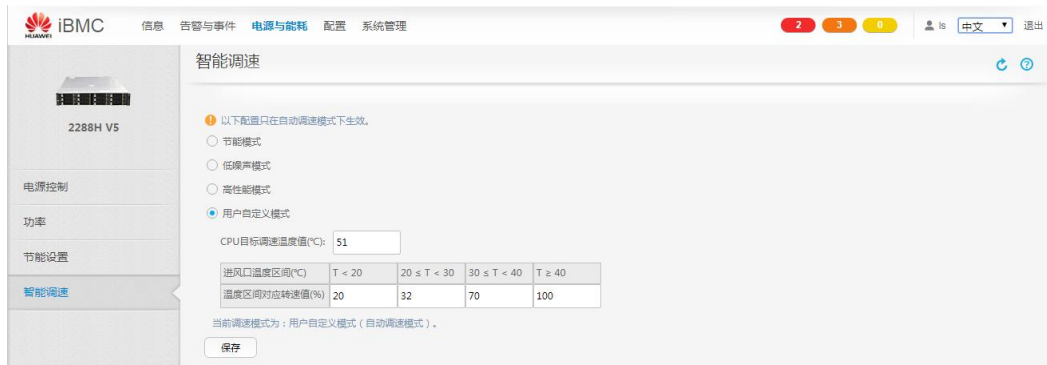 HUAWEI iBMC 信息 告警与事件 电源与能耗 配置 系统管理 2 3 0 ls 中文 退出
智能调速
2288H V5
以下配置只在自动调速模式下生效。
节能模式
低噪声模式
高性能模式
用户自定义模式
CPU目标调速温度值(℃): 51
进风口温度区间(℃) T < 20 20 ≤ T < 30 30 ≤ T < 40 T ≥ 40
温度区间对应转速值(%) 20 32 70 100
当前调速模式为：用户自定义模式（自动调速模式）。
保存
电源控制
功率
节能设置
智能调速